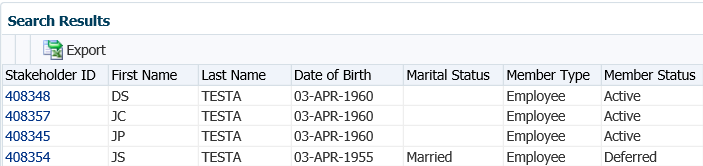 Search Results
Export
Stakeholder ID First Name Last Name Date of Birth Marital Status Member Type Member Status
408348 DS TESTA 03-APR-1960 Employee Active
408357 JC TESTA 03-APR-1960 Employee Active
408345 JP TESTA 03-APR-1960 Employee Active
408354 JS TESTA 03-APR-1955 Married Employee Deferred